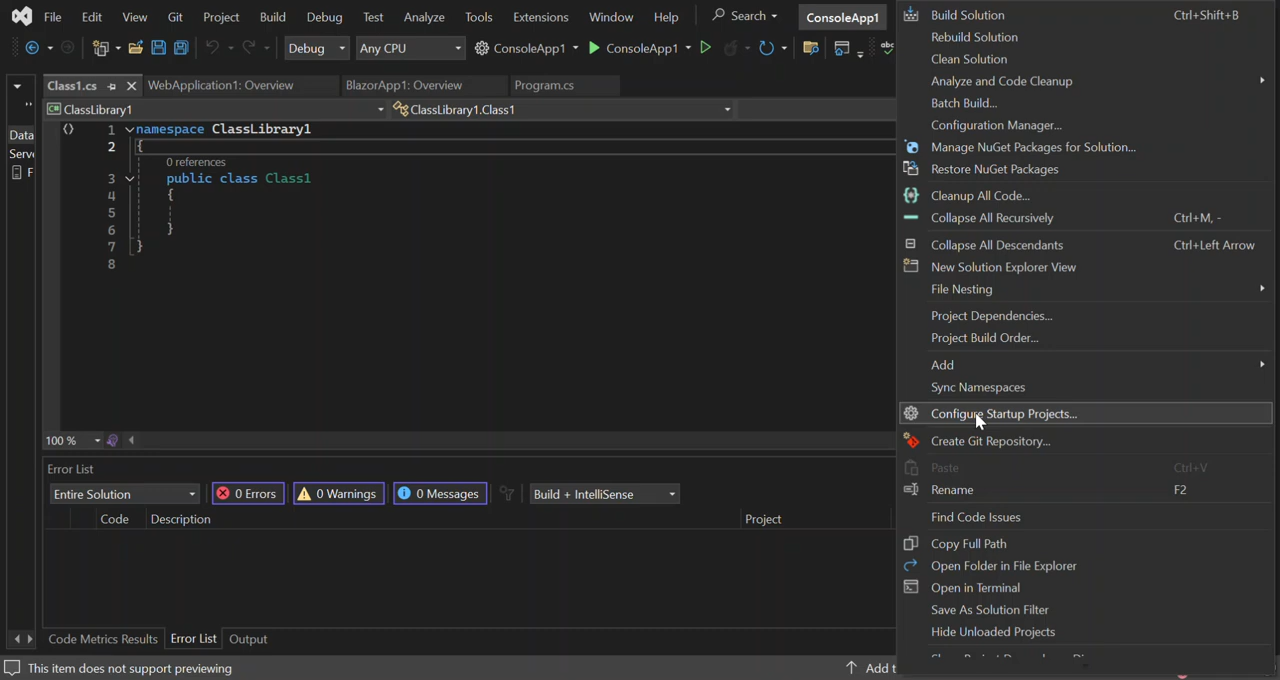 File Edit View Git Project Build Debug Test Analyze Tools Extensions Window Help Search ConsoleApp1
Debug Any CPU ConsoleApp1 ConsoleApp1 abc
Class1.cs WebApplication1: Overview BlazorApp1: Overview Program.cs
C# ClassLibrary1 ClassLibrary1.Class1
Data
Serv
F
1 namespace ClassLibrary1
2 {
0 references
3 public class Class1
4 {
5
6 }
7 }
8
100 %
Error List
Entire Solution 0 Errors 0 Warnings 0 Messages Build + IntelliSense
Code Description Project
Code Metrics Results Error List Output
This item does not support previewing Add t
Build Solution Ctrl+Shift+B
Rebuild Solution
Clean Solution
Analyze and Code Cleanup
Batch Build...
Configuration Manager...
Manage NuGet Packages for Solution...
Restore NuGet Packages
Cleanup All Code...
Collapse All Recursively Ctrl+M, -
Collapse All Descendants Ctrl+Left Arrow
New Solution Explorer View
File Nesting
Project Dependencies...
Project Build Order...
Add
Sync Namespaces
Configure Startup Projects...
Create Git Repository...
Paste Ctrl+V
Rename F2
Find Code Issues
Copy Full Path
Open Folder in File Explorer
Open in Terminal
Save As Solution Filter
Hide Unloaded Projects